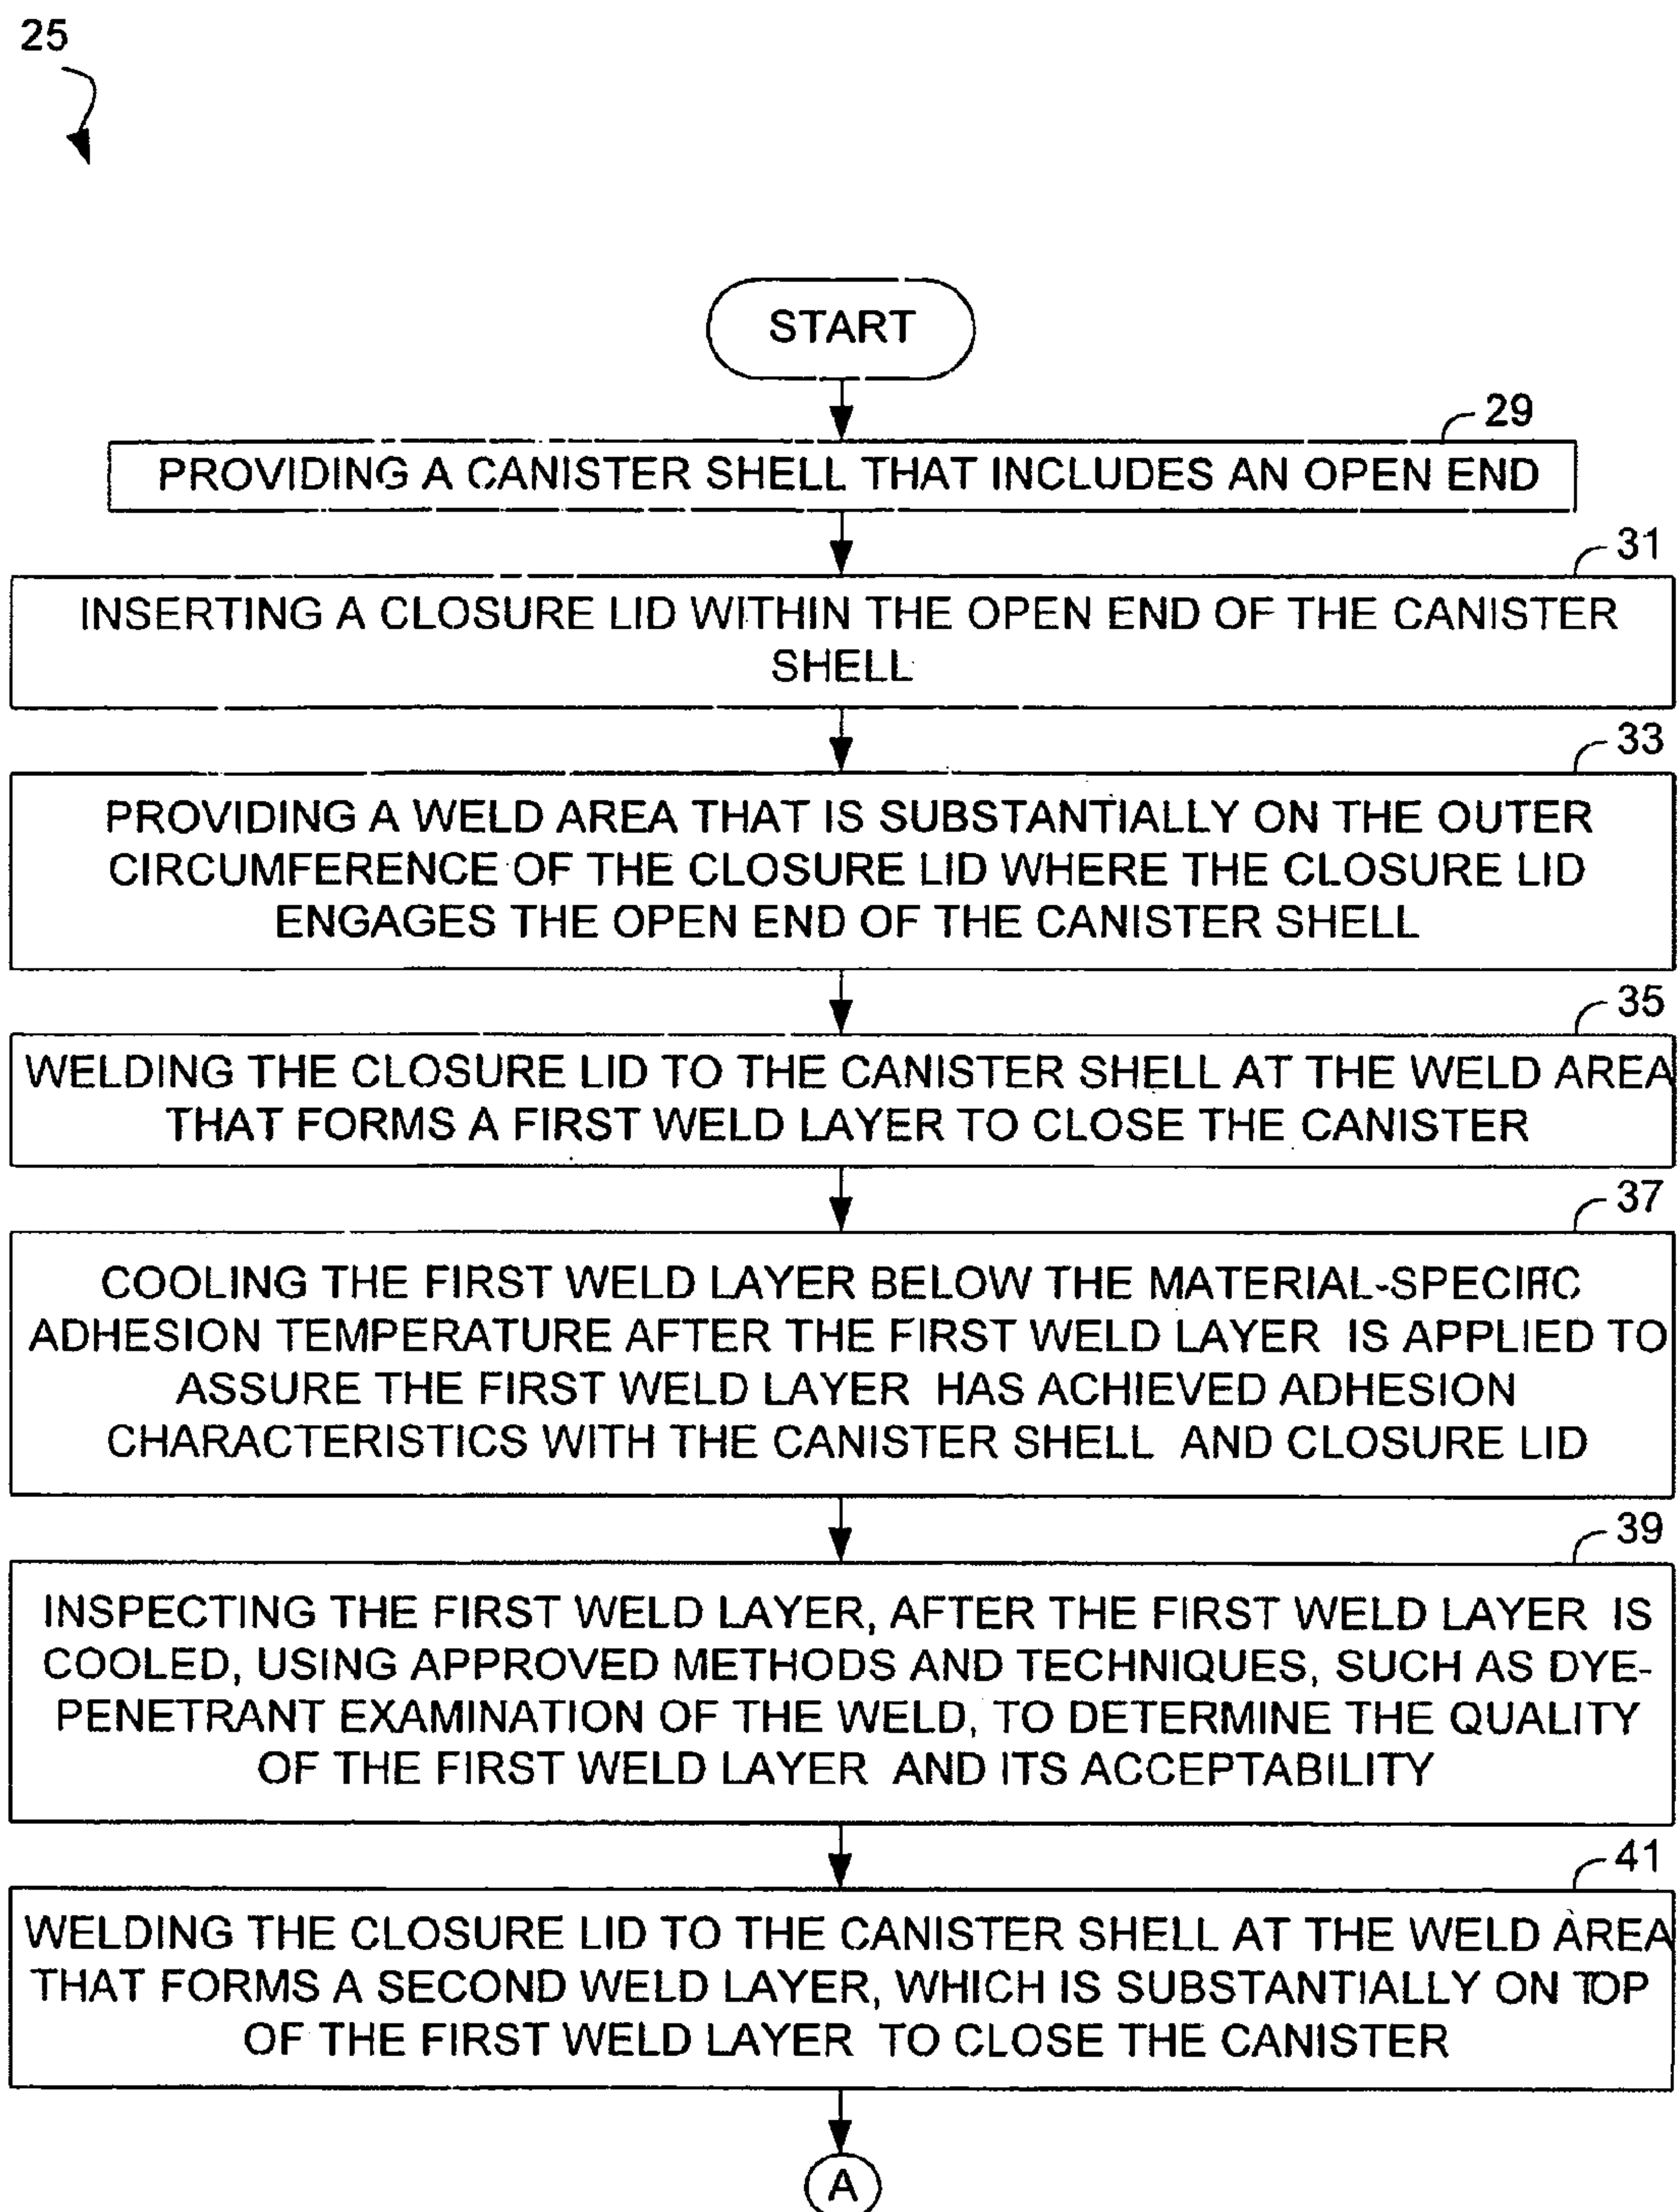 25
START
29
PROVIDING A CANISTER SHELL THAT INCLUDES AN OPEN END
31
INSERTING A CLOSURE LID WITHIN THE OPEN END OF THE CANISTER
SHELL
33
PROVIDING A WELD AREA THAT IS SUBSTANTIALLY ON THE OUTER
CIRCUMFERENCE OF THE CLOSURE LID WHERE THE CLOSURE LID
ENGAGES THE OPEN END OF THE CANISTER SHELL
35
WELDING THE CLOSURE LID TO THE CANISTER SHELL AT THE WELD AREA
THAT FORMS A FIRST WELD LAYER TO CLOSE THE CANISTER
37
COOLING THE FIRST WELD LAYER BELOW THE MATERIAL-SPECIFIC
ADHESION TEMPERATURE AFTER THE FIRST WELD LAYER IS APPLIED TO
ASSURE THE FIRST WELD LAYER HAS ACHIEVED ADHESION
CHARACTERISTICS WITH THE CANISTER SHELL AND CLOSURE LID
39
INSPECTING THE FIRST WELD LAYER, AFTER THE FIRST WELD LAYER IS
COOLED, USING APPROVED METHODS AND TECHNIQUES, SUCH AS DYE-
PENETRANT EXAMINATION OF THE WELD, TO DETERMINE THE QUALITY
OF THE FIRST WELD LAYER AND ITS ACCEPTABILITY
41
WELDING THE CLOSURE LID TO THE CANISTER SHELL AT THE WELD AREA
THAT FORMS A SECOND WELD LAYER, WHICH IS SUBSTANTIALLY ON TOP
OF THE FIRST WELD LAYER TO CLOSE THE CANISTER
A